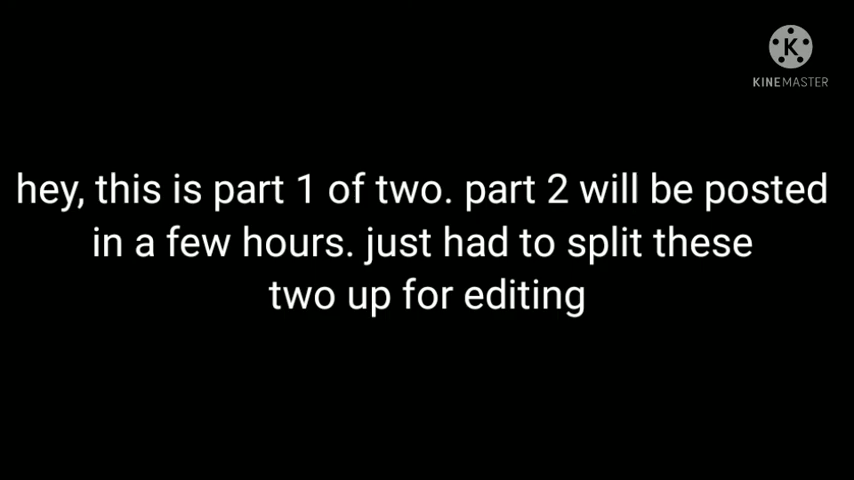 K
KINEMASTER
hey, this is part 1 of two. part 2 will be posted
in a few hours. just had to split these
two up for editing